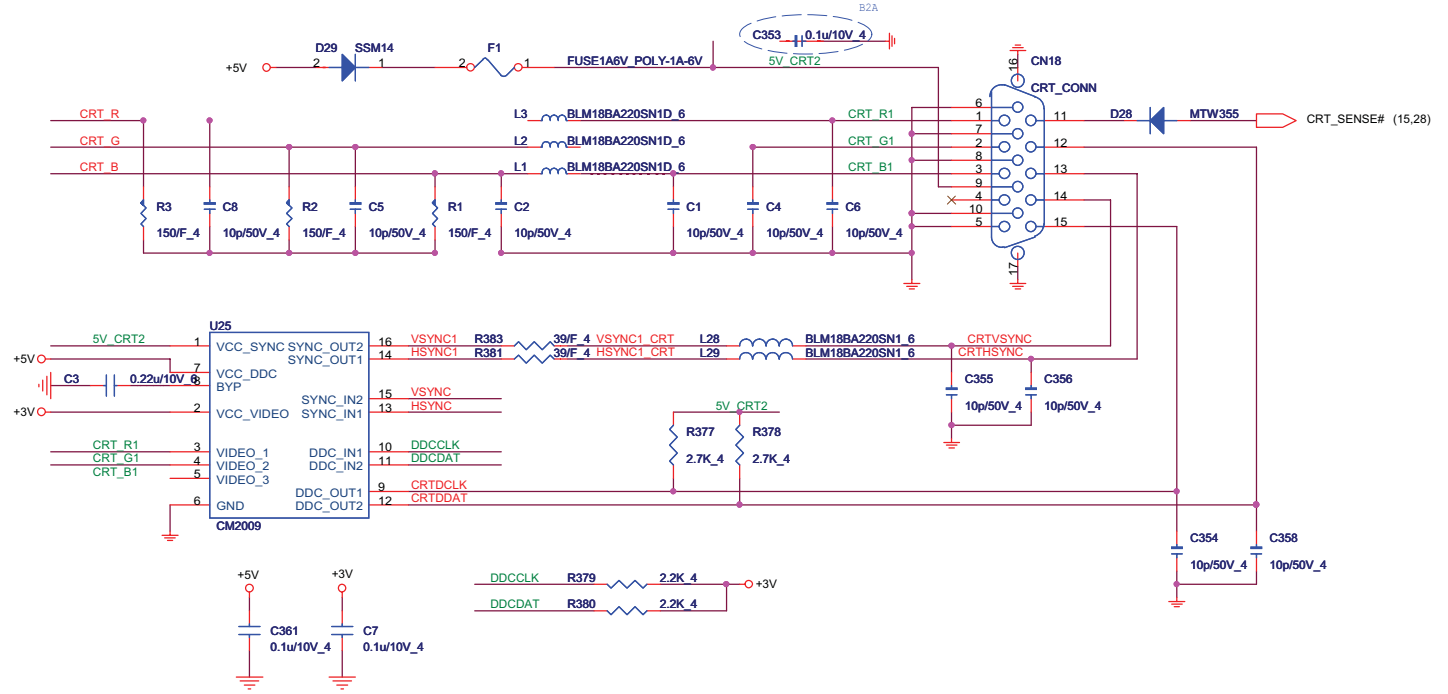 B2A
C353 0.1u/10V_4
D29 SSM14
F1
+5V 2 1 2 1 FUSE1A6V_POLY-1A-6V 5V_CRT2
16 CN18
CRT_CONN
CRT_R L3 BLM18BA220SN1D_6 CRT_R1 6 1 11 D28 MTW355 CRT_SENSE# (15,28)
CRT_G L2 BLM18BA220SN1D_6 CRT_G1 7 2 12
CRT_B L1 BLM18BA220SN1D_6 CRT_B1 8 3 13
9 4 14
10 5 15
R3 C8 R2 C5 R1 C2 C1 C4 C6
150/F_4 10p/50V_4 150/F_4 10p/50V_4 150/F_4 10p/50V_4 10p/50V_4 10p/50V_4 10p/50V_4
17
U25
5V_CRT2 1 VCC_SYNC SYNC_OUT2 16 VSYNC1 R383 39/F_4 VSYNC1_CRT L28 BLM18BA220SN1_6 CRTVSYNC
+5V SYNC_OUT1 14 HSYNC1 R381 39/F_4 HSYNC1_CRT L29 BLM18BA220SN1_6 CRTHSYNC
7 VCC_DDC
C3 0.22u/10V_6 8 BYP
C355 C356
10p/50V_4 10p/50V_4
SYNC_IN2 15 VSYNC
+3V 2 VCC_VIDEO SYNC_IN1 13 HSYNC
5V_CRT2
R377 R378
2.7K_4 2.7K_4
CRT_R1 3 VIDEO_1 DDC_IN1 10 DDCCLK
CRT_G1 4 VIDEO_2 DDC_IN2 11 DDCDAT
CRT_B1 5 VIDEO_3
DDC_OUT1 9 CRTDCLK
6 GND DDC_OUT2 12 CRTDDAT
CM2009
C354 C358
10p/50V_4 10p/50V_4
+5V +3V
DDCCLK R379 2.2K_4 +3V
DDCDAT R380 2.2K_4
C361 C7
0.1u/10V_4 0.1u/10V_4